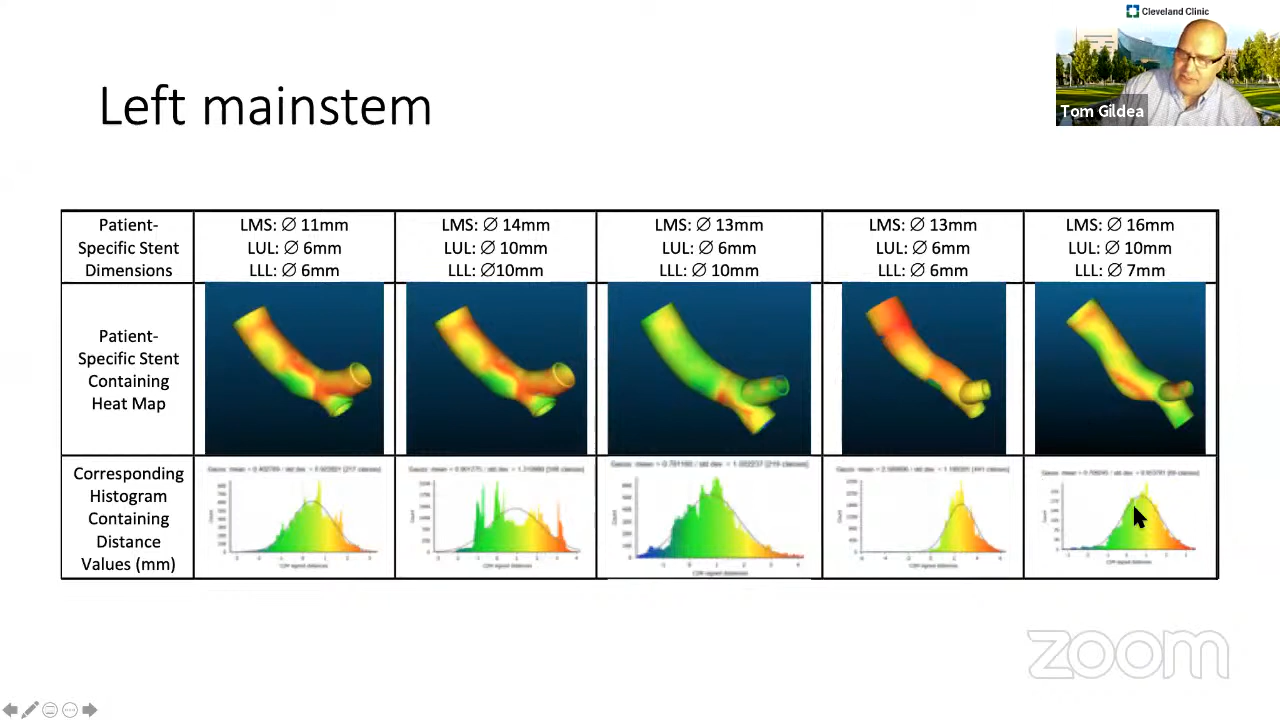 Cleveland Clinic
Tom Gildea
Left mainstem
Patient-
Specific Stent
Dimensions
LMS: ∅ 11mm
LUL: ∅ 6mm
LLL: ∅ 6mm
LMS: ∅ 14mm
LUL: ∅ 10mm
LLL: ∅10mm
LMS: ∅ 13mm
LUL: ∅ 6mm
LLL: ∅ 10mm
LMS: ∅ 13mm
LUL: ∅ 6mm
LLL: ∅ 6mm
LMS: ∅ 16mm
LUL: ∅ 10mm
LLL: ∅ 7mm
Patient-
Specific Stent
Containing
Heat Map
Corresponding
Histogram
Containing
Distance
Values (mm)
zoom